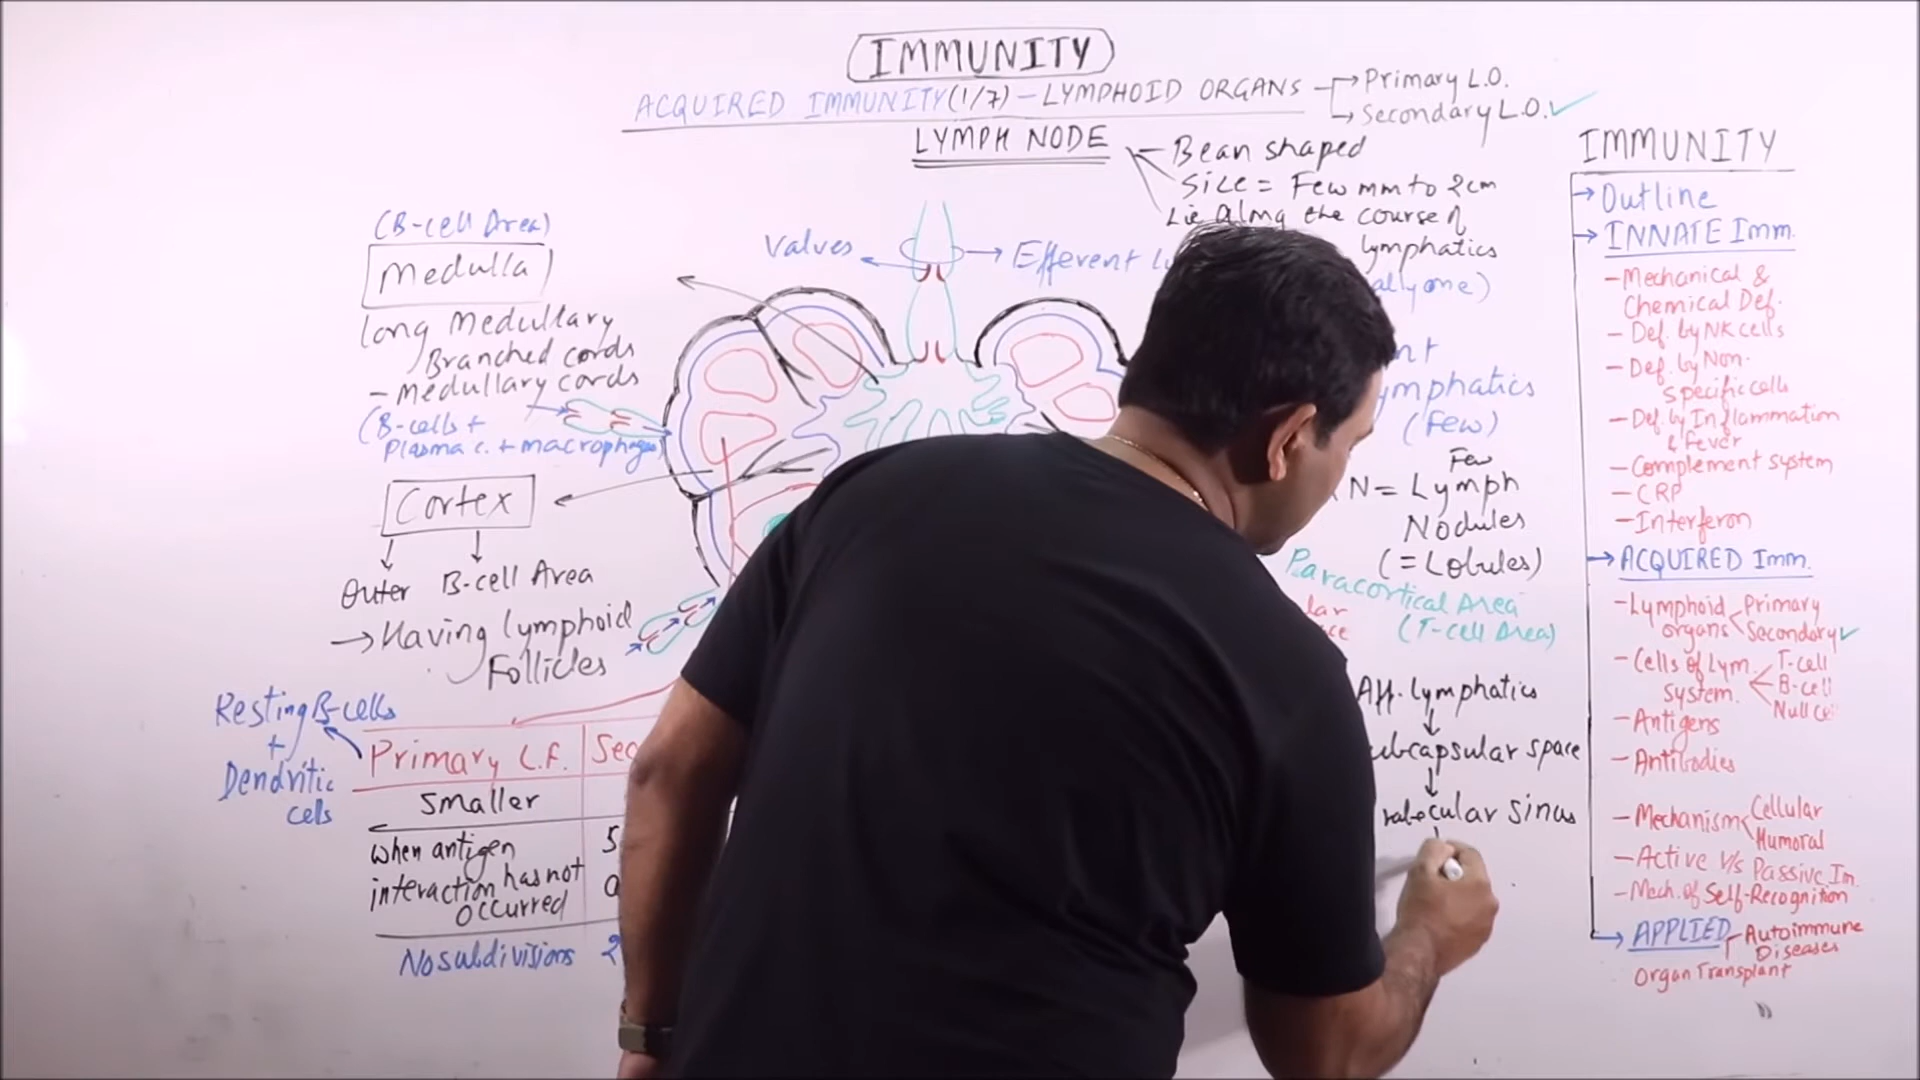 IMMUNITY
ACQUIRED IMMUNITY (1/7) – LYMPHOID ORGANS
Primary L.O.
Secondary L.O. ✓
LYMPH NODE
– Bean shaped
Size = Few mm to 2cm
Lie along the course of
lymphatics
Valves
Efferent
(B-cell Area)
Medulla
long Medullary
Branched cords
– Medullary cords
(B-cells +
Plasma c. + macrophages)
Cortex
Outer B-cell Area
→ Having lymphoid
Follicles
Resting B-cells
+
Dendritic
cells
Primary L.F.
Smaller
when antigen
interaction has not
occurred
No subdivisions
2
(Few)
Few
N = Lymph
Nodules
(= Lobules)
Paracortical Area
(T-cell Area)
Aff. lymphatics
↓
space
↓
sinus
IMMUNITY
→ Outline
→ INNATE Imm.
– Mechanical &
Chemical Def.
– Def. by NK cells
– Def. by Non-
specific cells
– Def. by Inflammation
& Fever
– Complement system
– CRP
– Interferon
→ ACQUIRED Imm.
– Lymphoid organs < Primary
Secondary ✓
– Cells of Lym. System < T-cell
B-cell
Null
– Antigens
– Antibodies
– Mechanism < Cellular
Humoral
– Active v/s Passive Im.
– Mech. of Self-Recognition
→ APPLIED
Autoimmune
Diseases
Organ Transplant